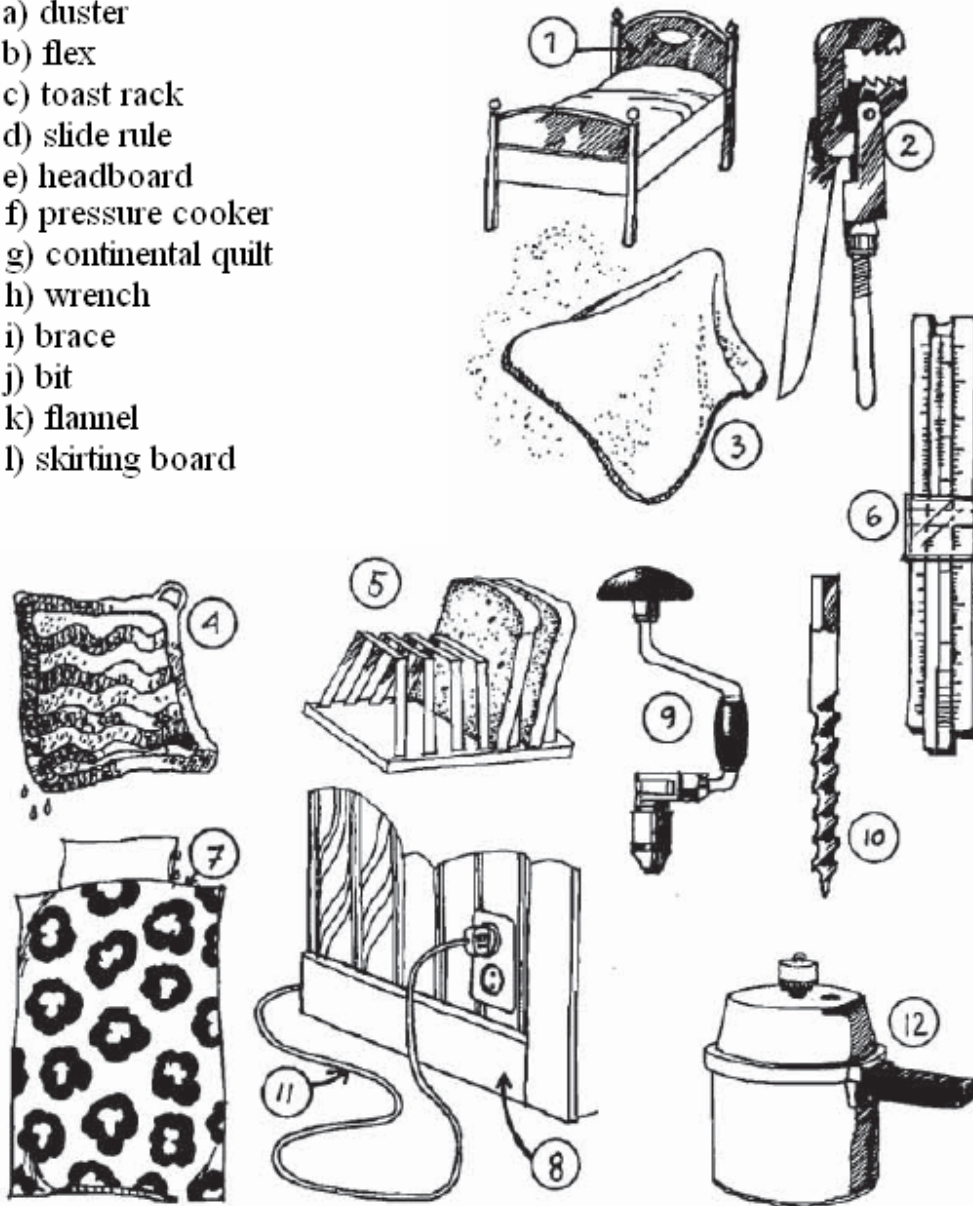 a) duster
b) flex
c) toast rack
d) slide rule
e) headboard
f) pressure cooker
g) continental quilt
h) wrench
i) brace
j) bit
k) flannel
l) skirting board
1
2
3
6
5
4
9
10
7
12
11
8